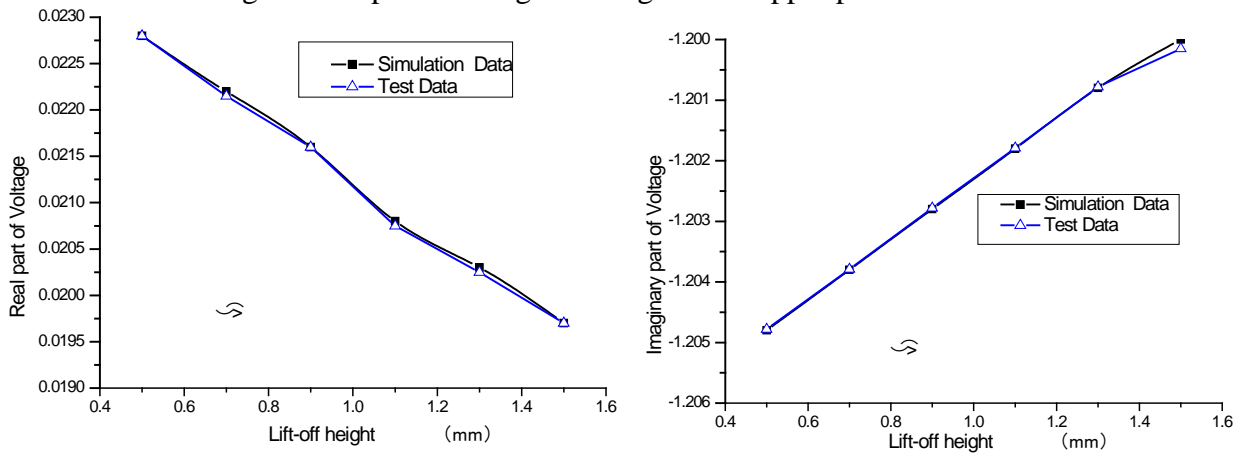 0.0230
0.0225
0.0220
0.0215
0.0210
0.0205
0.0200
0.0195
0.0190
Real part of Voltage
Simulation Data
Test Data
0.4 0.6 0.8 1.0 1.2 1.4 1.6
Lift-off height （mm）
-1.200
-1.201
-1.202
-1.203
-1.204
-1.205
-1.206
Imaginary part of Voltage
Simulation Data
Test Data
0.4 0.6 0.8 1.0 1.2 1.4 1.6
Lift-off height （mm）